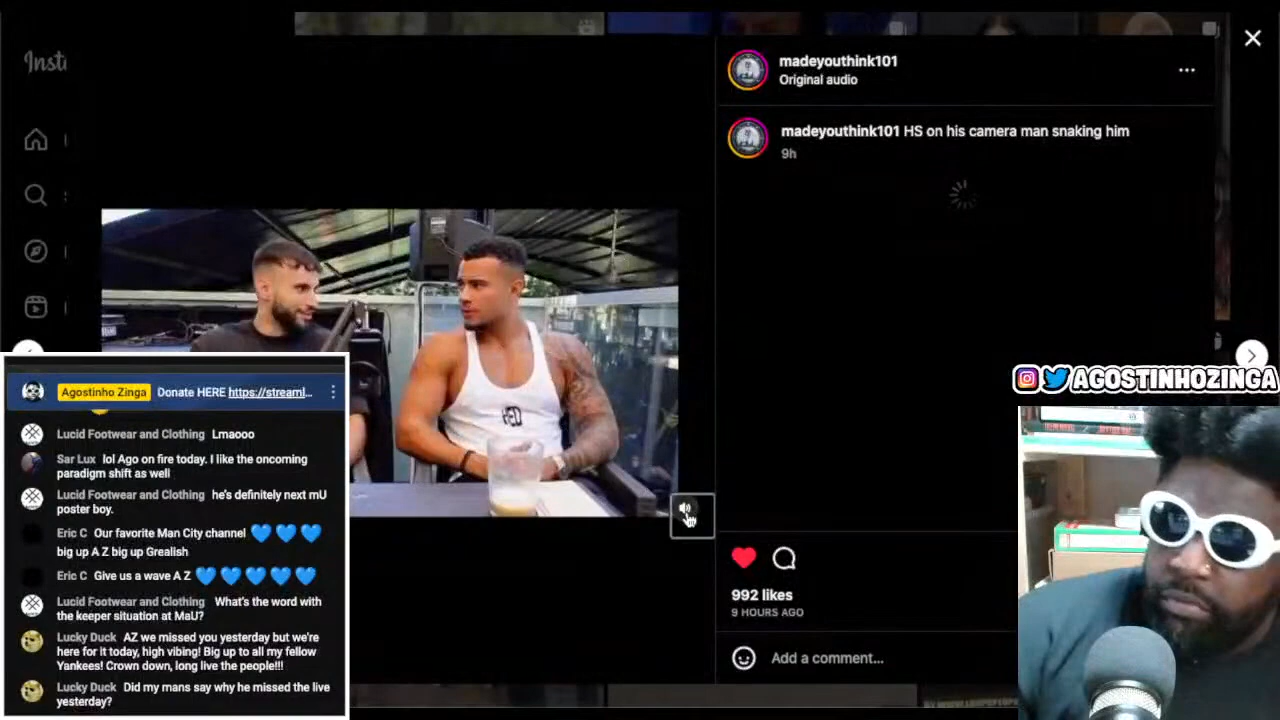 Insta
madeyouthink101
Original audio
madeyouthink101 HS on his camera man snaking him
9h
Agostinho Zinga Donate HERE https://streaml...
Lucid Footwear and Clothing Lmaooo
Sar Lux lol Ago on fire today. I like the oncoming
paradigm shift as well
Lucid Footwear and Clothing he's definitely next mU
poster boy.
Eric C Our favorite Man City channel 💙 💙 💙
big up A Z big up Grealish
Eric C Give us a wave A Z 💙 💙 💙 💙 💙
Lucid Footwear and Clothing What's the word with
the keeper situation at MaU?
Lucky Duck AZ we missed you yesterday but we're
here for it today, high vibing! Big up to all my fellow
Yankees! Crown down, long live the people!!!
Lucky Duck Did my mans say why he missed the live
yesterday?
992 likes
9 HOURS AGO
Add a comment...
AGOSTINHOZINGA